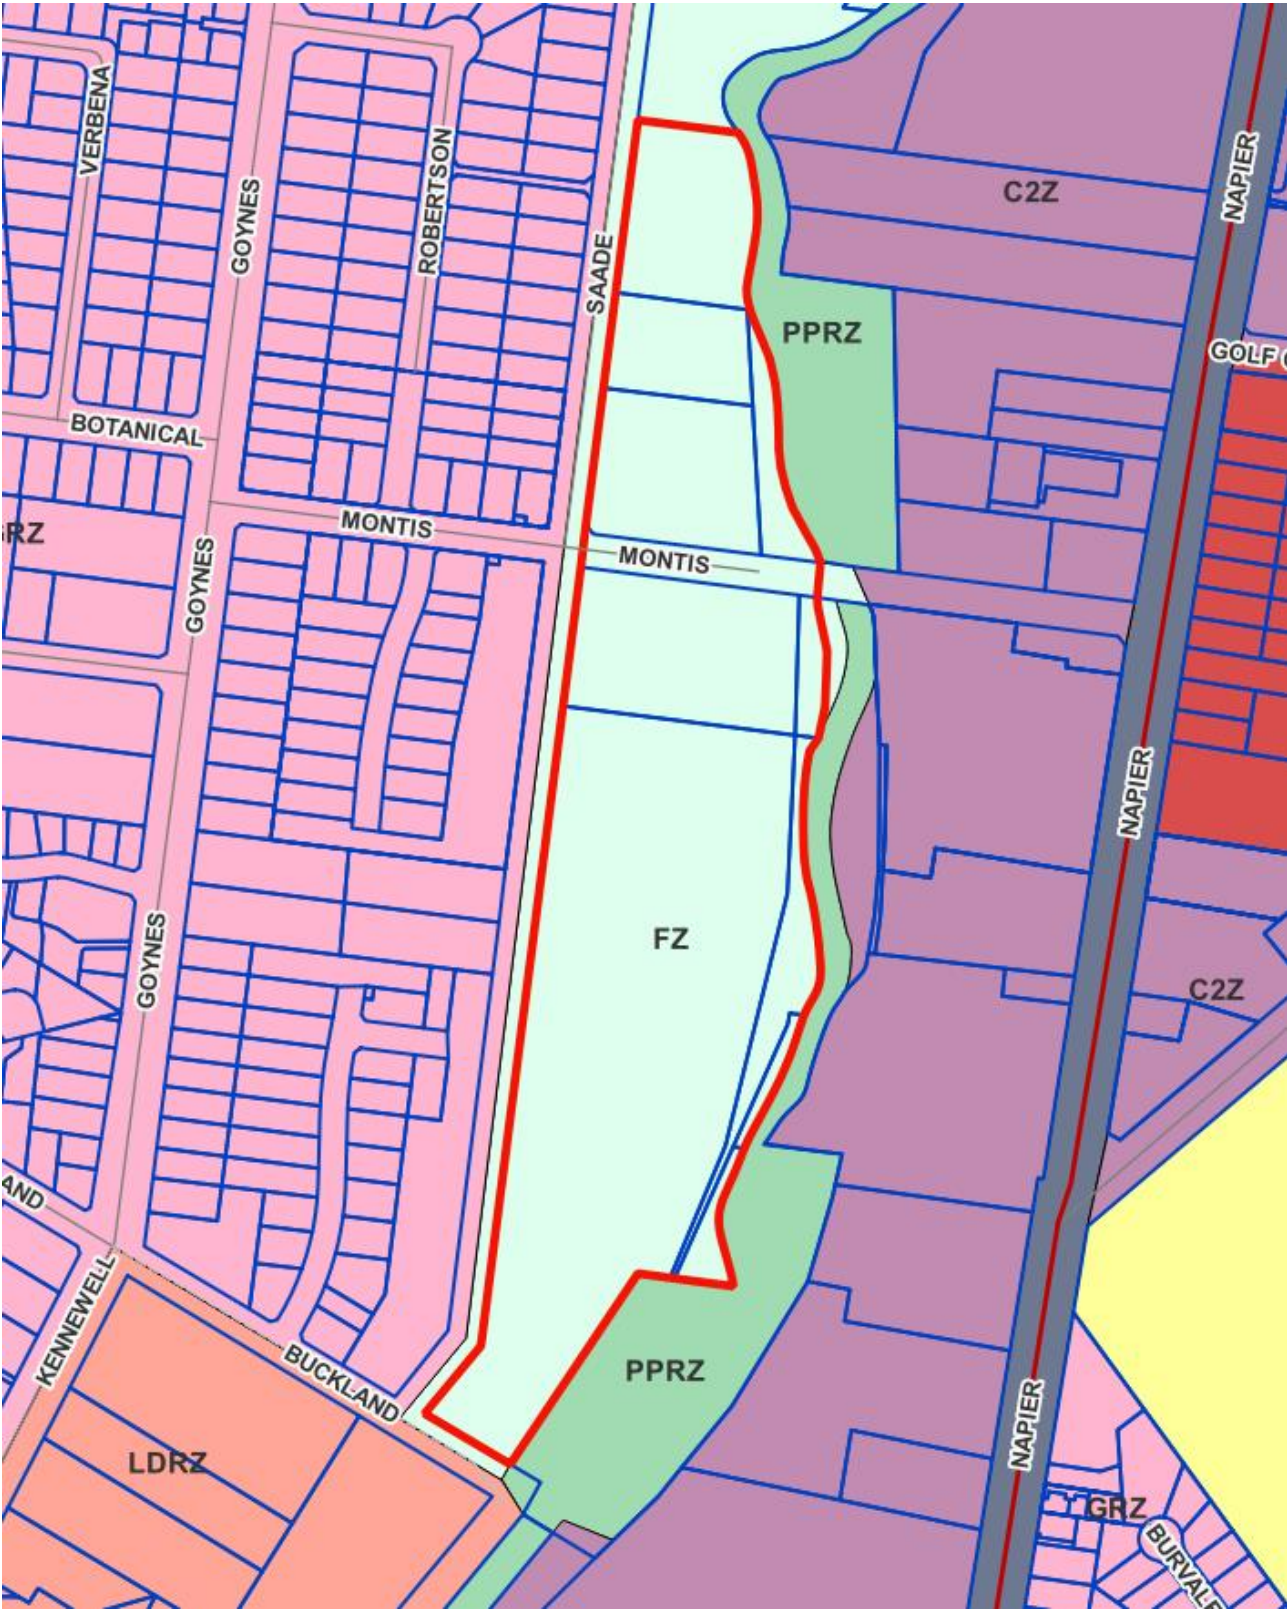 VERBENA
GOYNES
ROBERTSON
SAADE
C2Z
NAPIER
PPRZ
GOLF
BOTANICAL
MONTIS
MONTIS
GRZ
GOYNES
NAPIER
FZ
GOYNES
C2Z
AND
KENNEWELL
BUCKLAND
PPRZ
LDRZ
NAPIER
GRZ
BURVALE